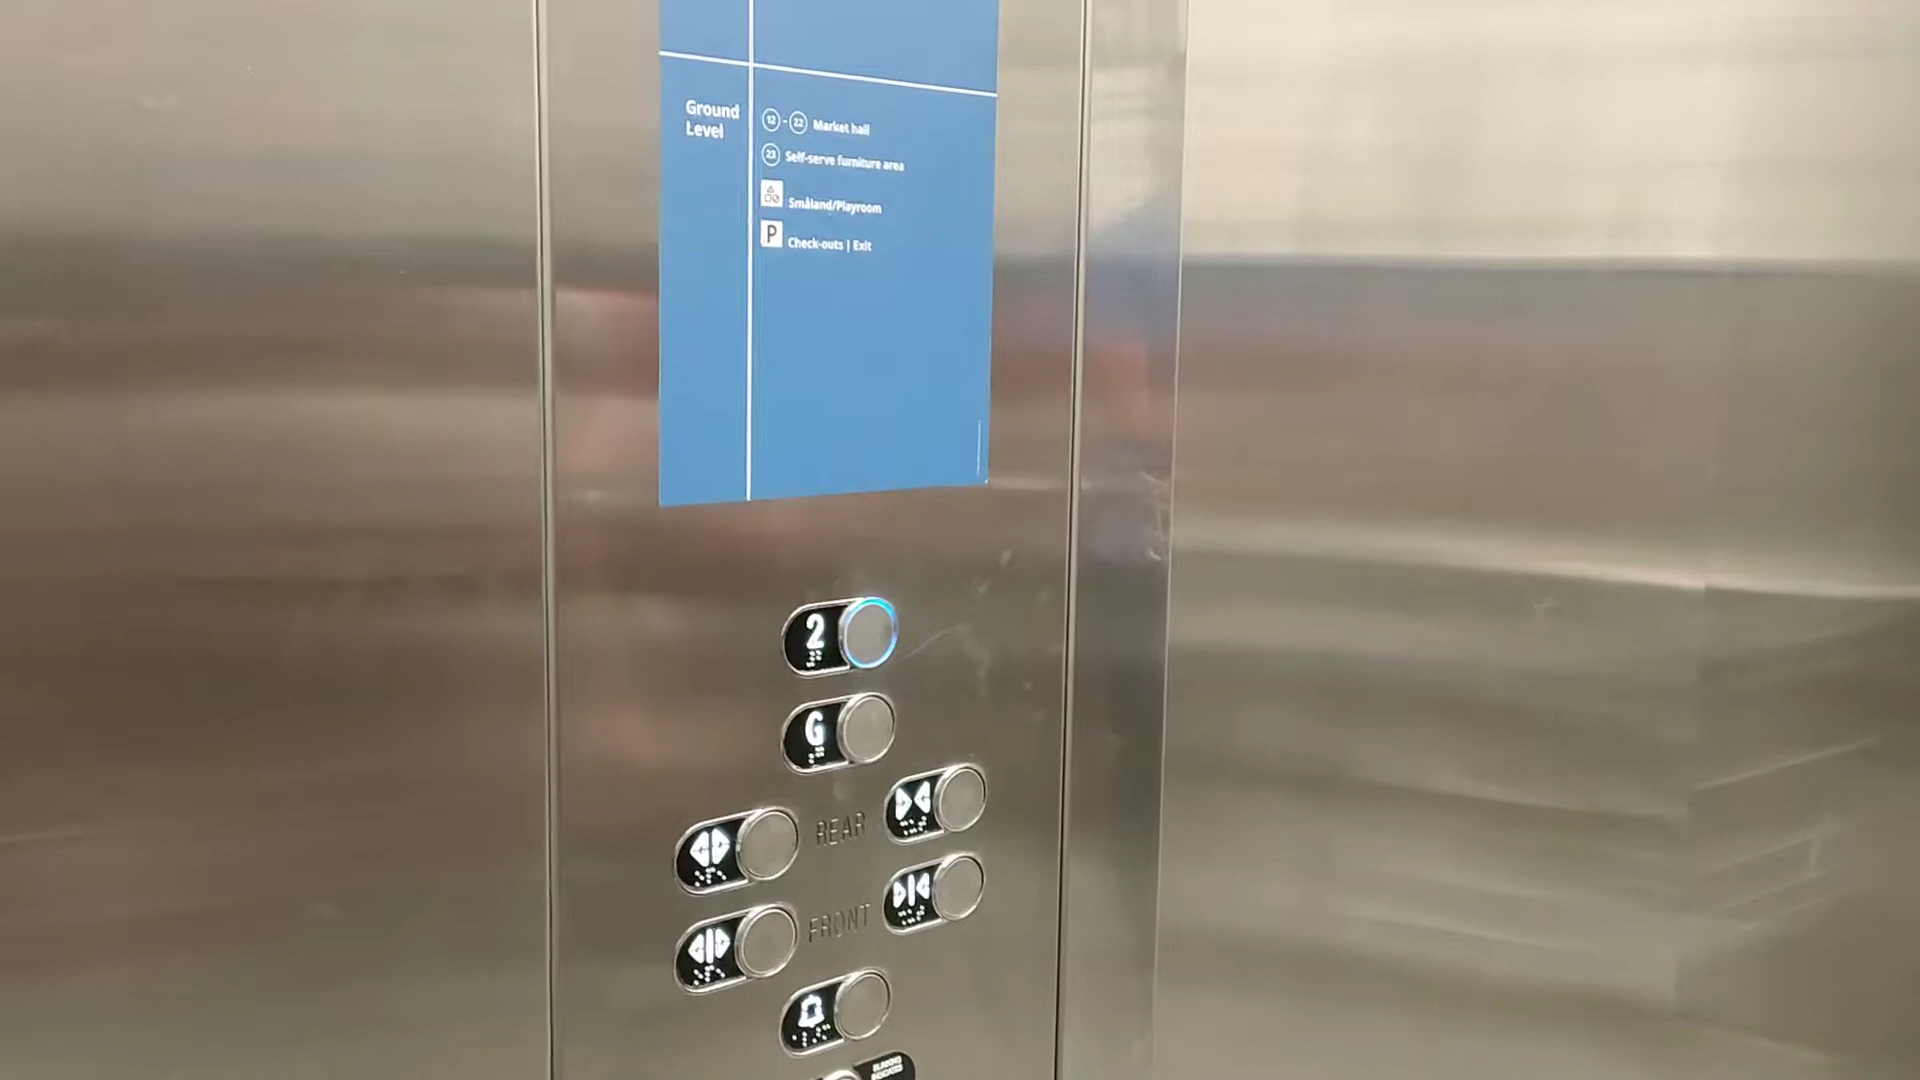 Ground
Level
12 - 22 Market hall
23 Self-serve furniture area
Småland/Playroom
P Check-outs | Exit
2
G
REAR
FRONT